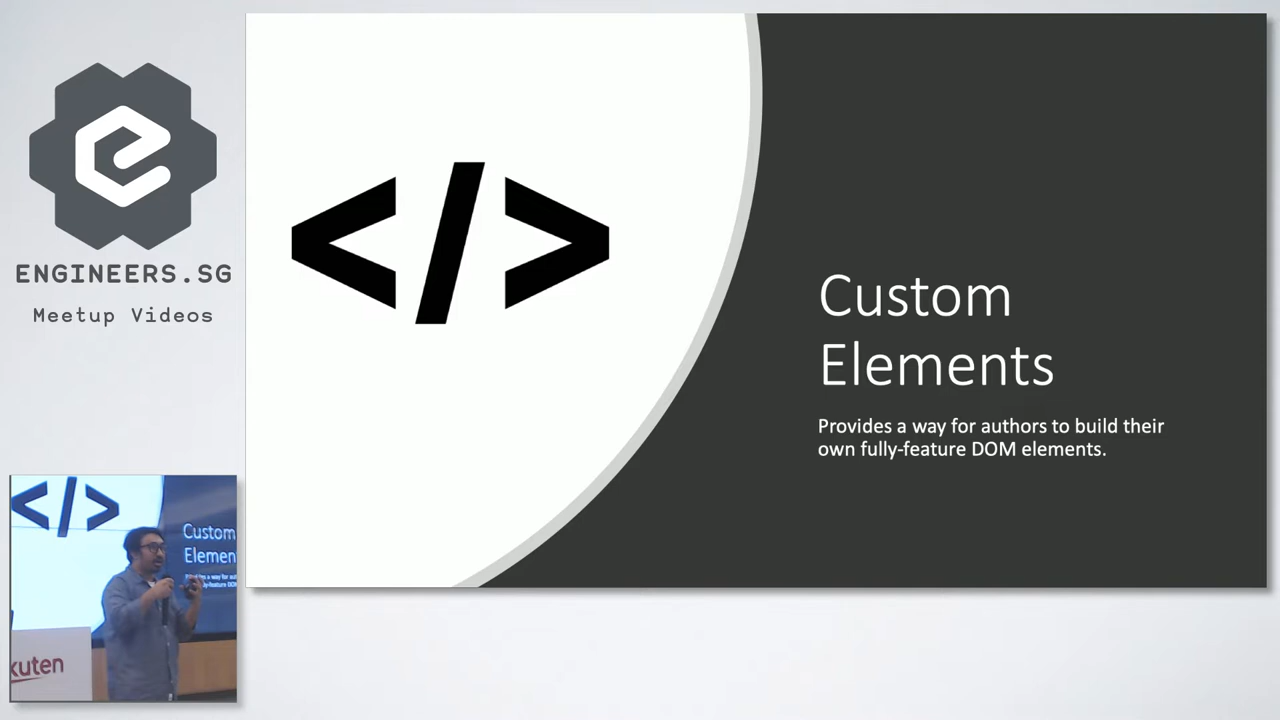 ENGINEERS.SG
Meetup Videos
</>
Custom
Elements
Provides a way for authors to build their
own fully-feature DOM elements.
</>
Custom
Elemen
kuten